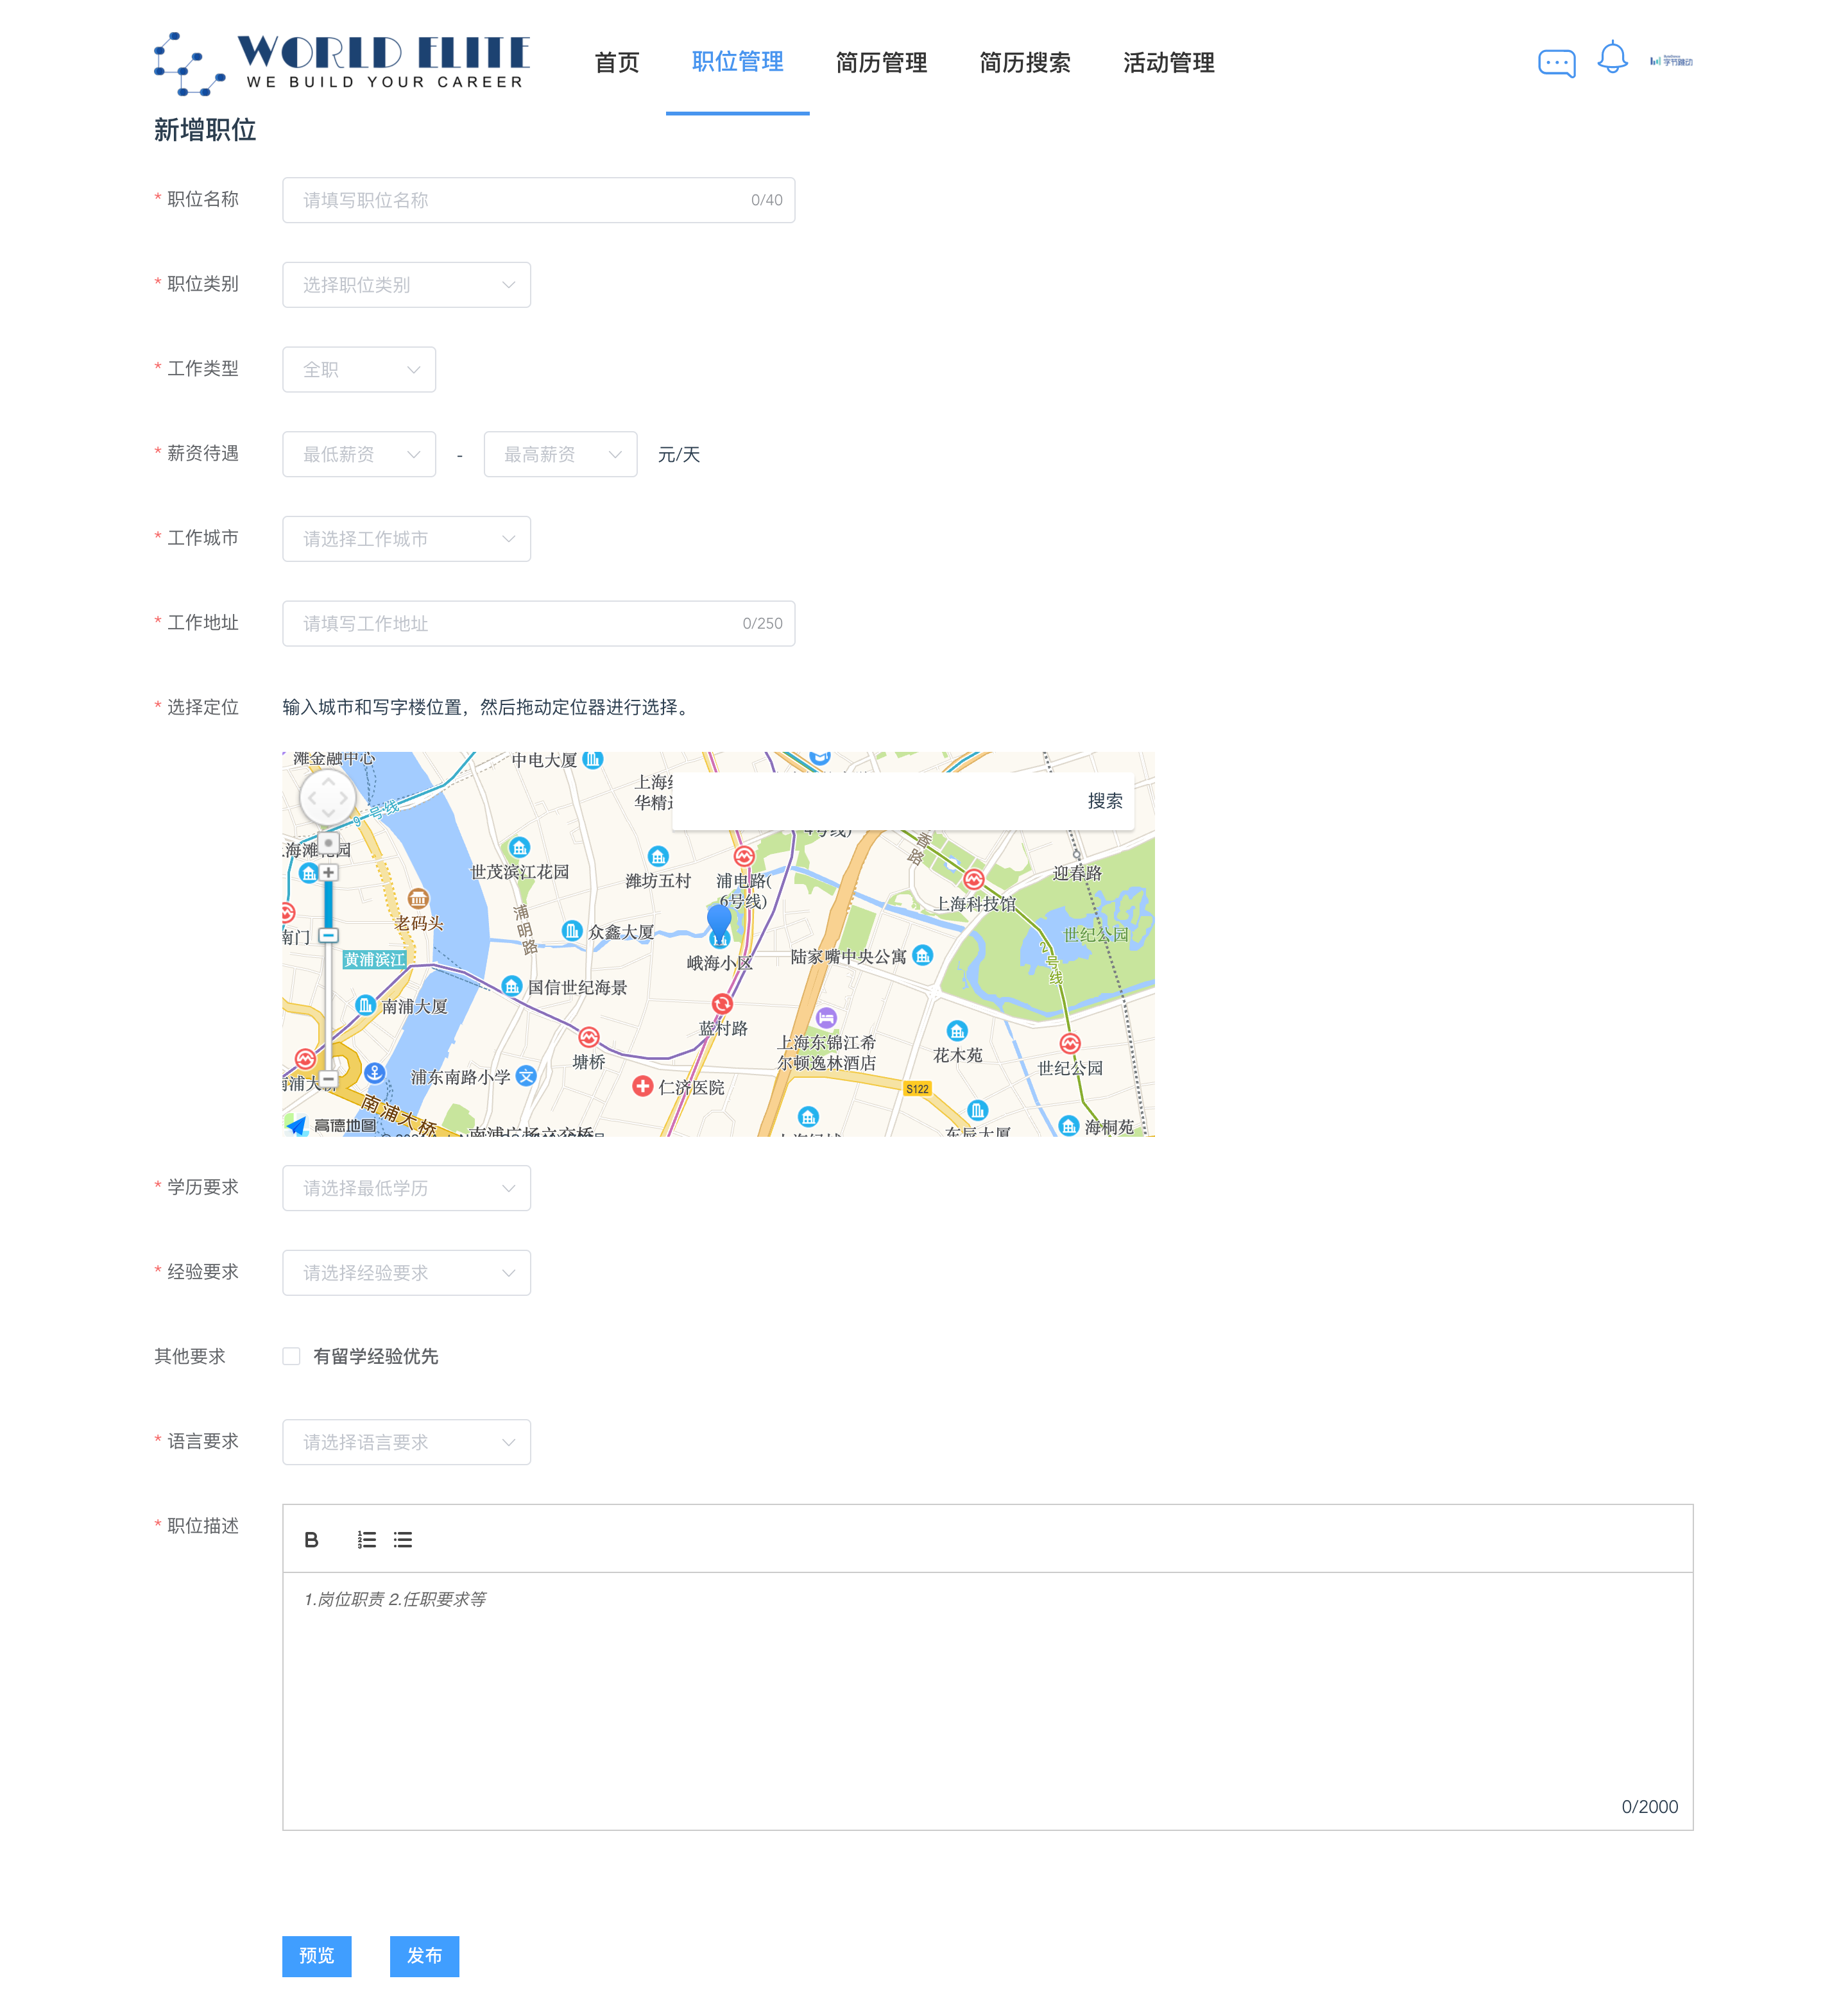 WORLD ELITE
WE BUILD YOUR CAREER
首页
职位管理
简历管理
简历搜索
活动管理
字节跳动
新增职位
* 职位名称
请填写职位名称
0/40
* 职位类别
选择职位类别
* 工作类型
全职
* 薪资待遇
最低薪资
-
最高薪资
元/天
* 工作城市
请选择工作城市
* 工作地址
请填写工作地址
0/250
* 选择定位
输入城市和写字楼位置，然后拖动定位器进行选择。
滩金融中心
中电大厦
上海
华精
搜索
9号线
4号线)
香路
海滩花园
世茂滨江花园
潍坊五村
浦电路(
6号线)
迎春路
上海科技馆
老码头
浦明路
众鑫大厦
南门
世纪公园
黄浦滨江
峨海小区
陆家嘴中央公寓
2号线
国信世纪海景
南浦大厦
蓝村路
塘桥
上海东锦江希
尔顿逸林酒店
花木苑
世纪公园
浦东南路小学
文
仁济医院
S122
南浦大桥
高德地图
东辰大厦
海桐苑
* 学历要求
请选择最低学历
* 经验要求
请选择经验要求
其他要求
有留学经验优先
* 语言要求
请选择语言要求
* 职位描述
B
1.岗位职责 2.任职要求等
0/2000
预览
发布